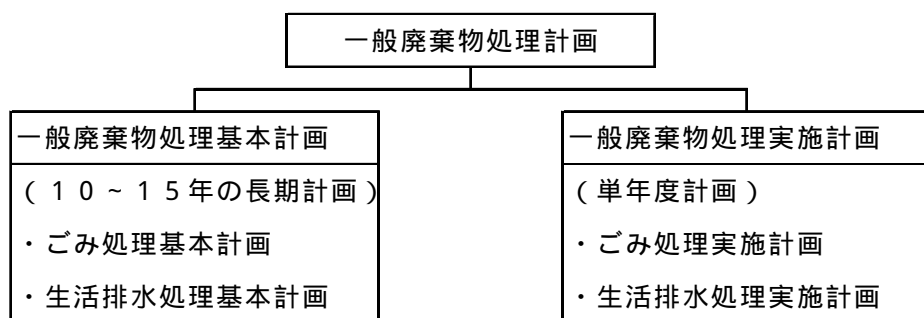 一般廃棄物処理計画
一般廃棄物処理基本計画
（１０～１５年の長期計画）
・ごみ処理基本計画
・生活排水処理基本計画
一般廃棄物処理実施計画
（単年度計画）
・ごみ処理実施計画
・生活排水処理実施計画